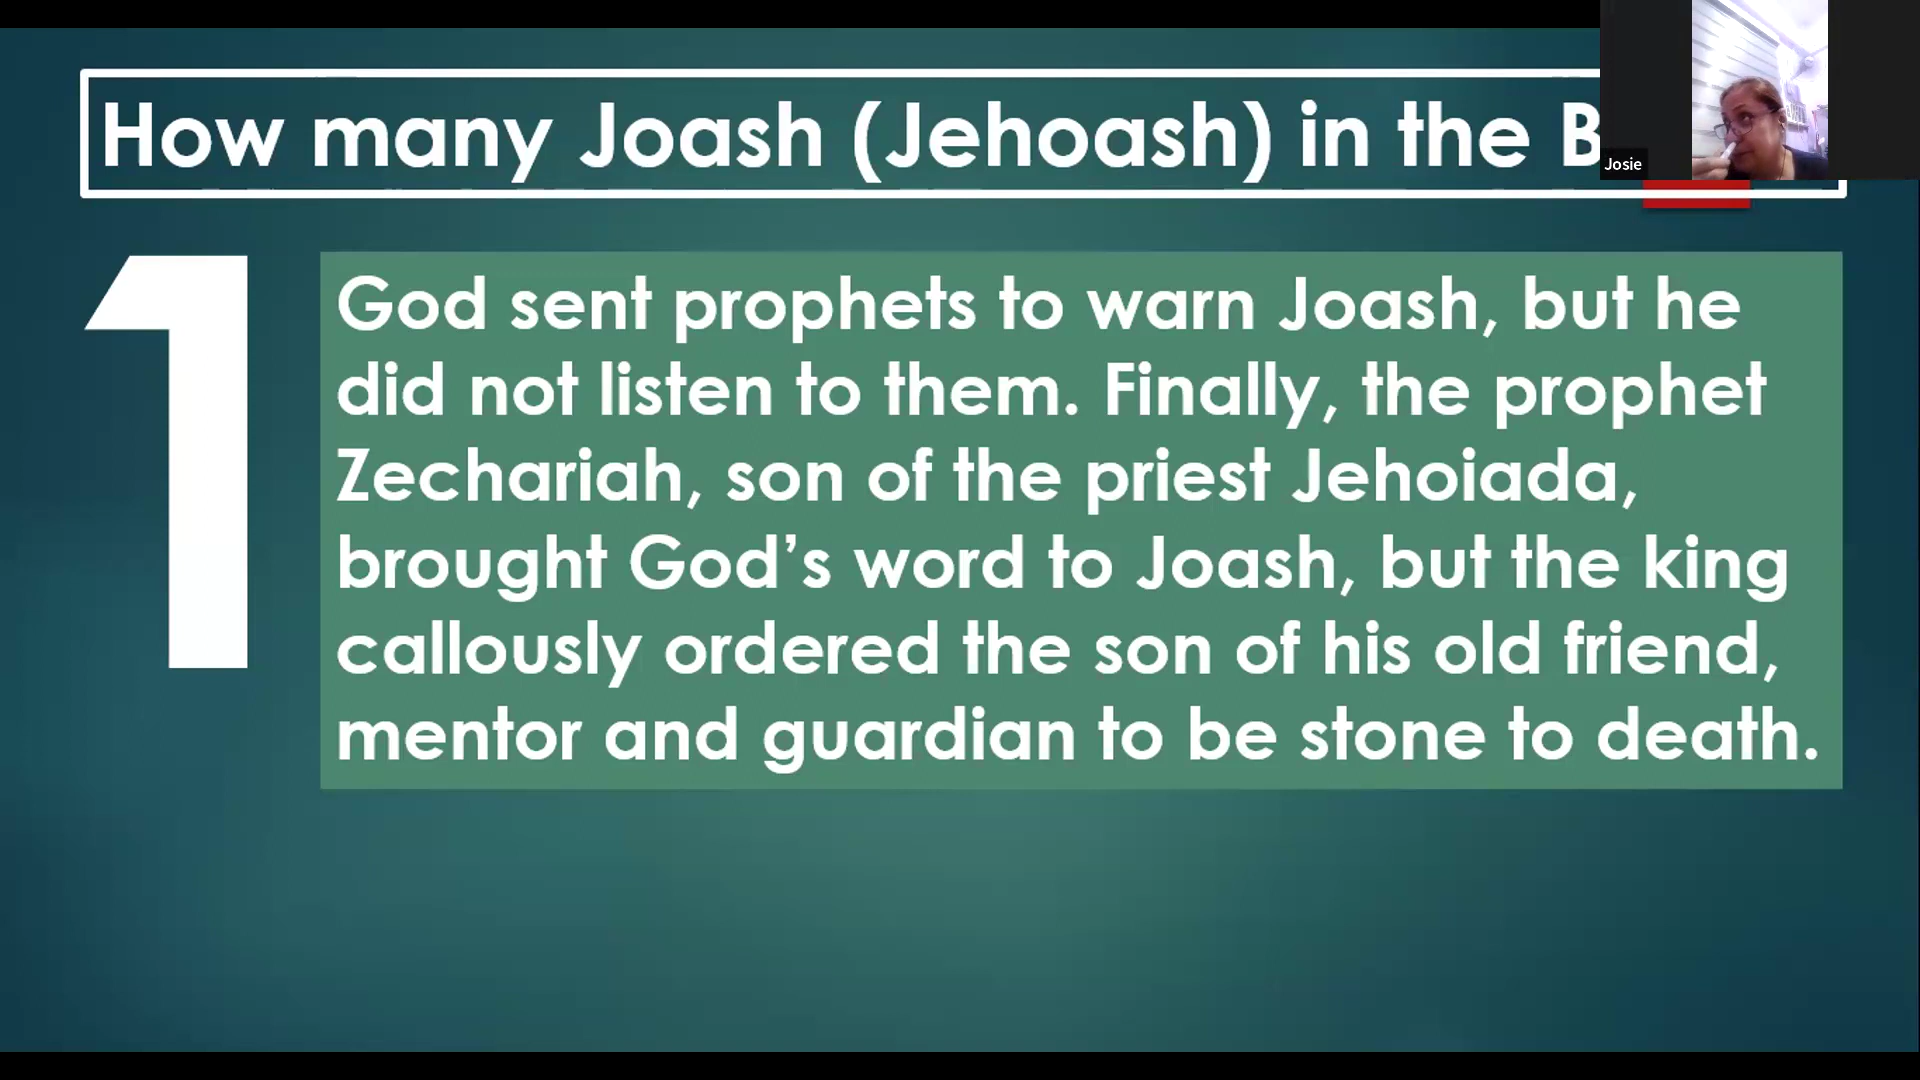 How many Joash (Jehoash) in the B
Josie
1
God sent prophets to warn Joash, but he
did not listen to them. Finally, the prophet
Zechariah, son of the priest Jehoiada,
brought God’s word to Joash, but the king
callously ordered the son of his old friend,
mentor and guardian to be stone to death.